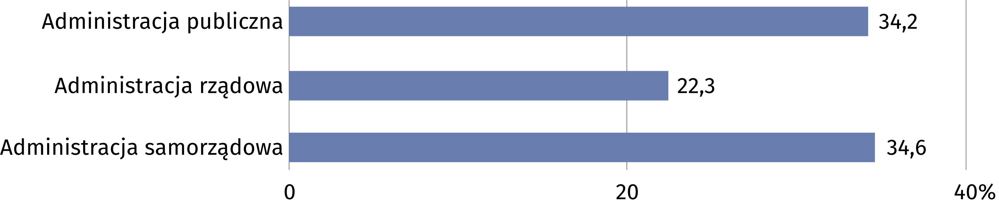 Administracja publiczna 34,2
Administracja rządowa 22,3
Administracja samorządowa 34,6
0 20 40%